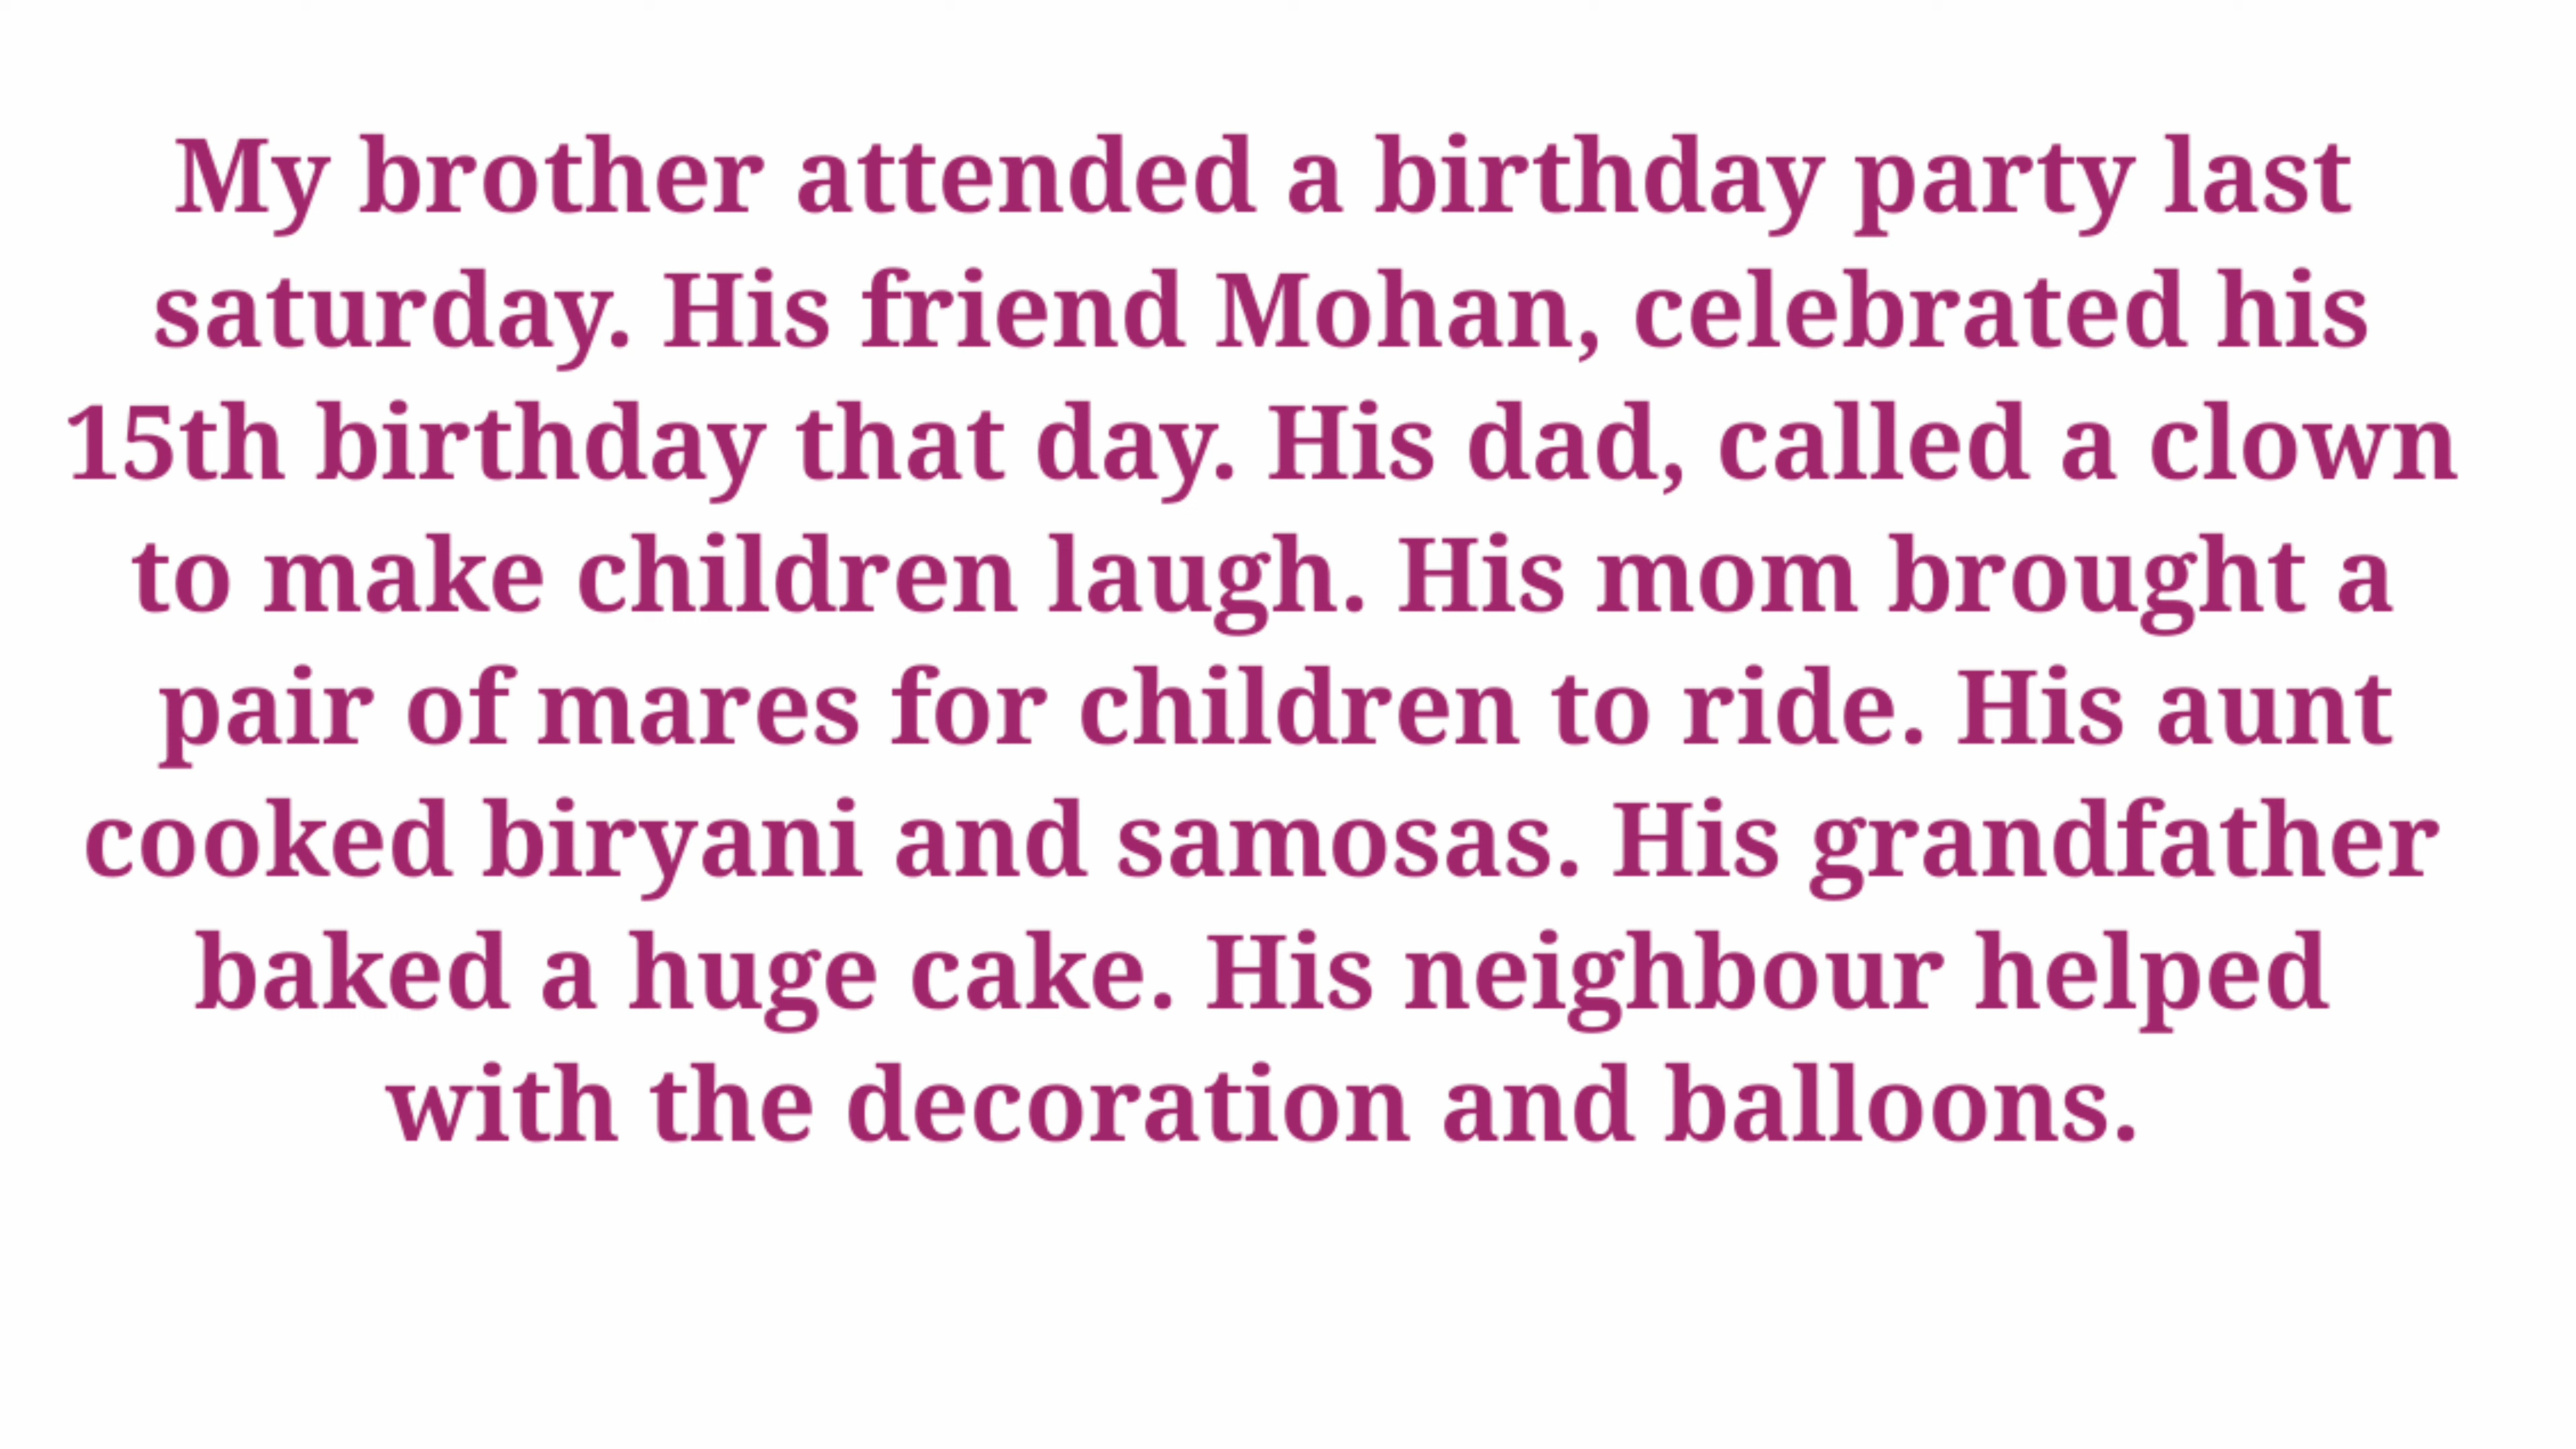 My brother attended a birthday party last
saturday. His friend Mohan, celebrated his
15th birthday that day. His dad, called a clown
to make children laugh. His mom brought a
pair of mares for children to ride. His aunt
cooked biryani and samosas. His grandfather
baked a huge cake. His neighbour helped
with the decoration and balloons.